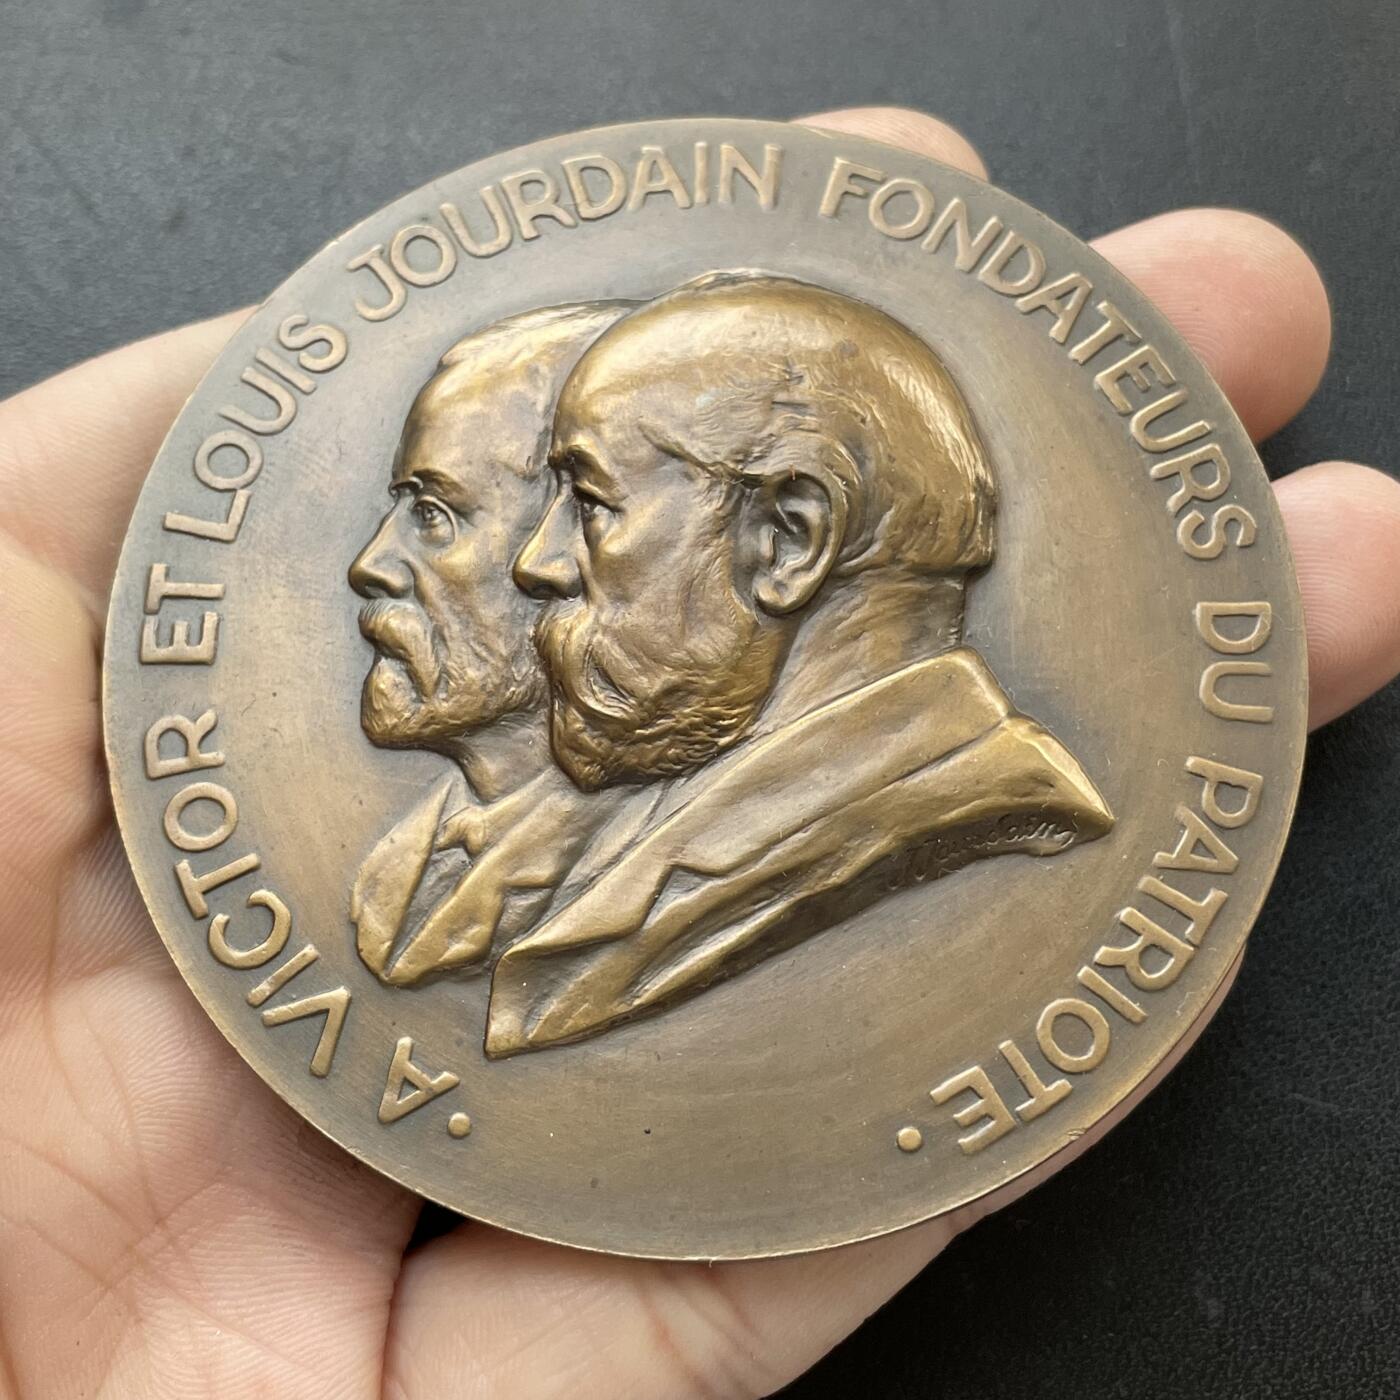 · A VICTOR ET LOUIS JOURDAIN FONDATEURS DU PATRIOTE ·